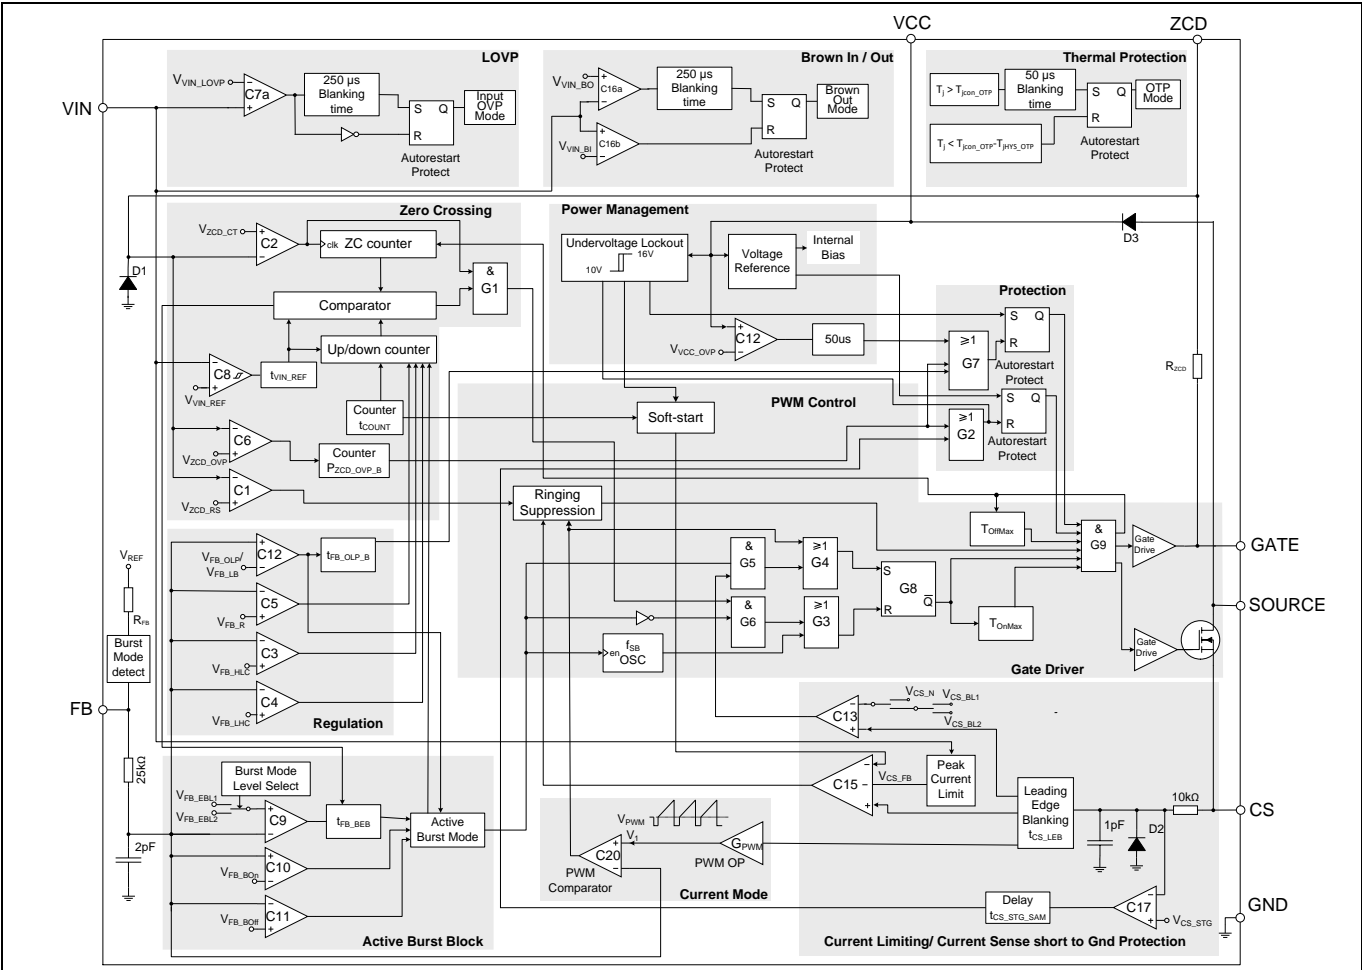 VCC
ZCD
LOVP
V_VIN_LOVP
−
+
C7a
250 µs
Blanking
time
S
Q
R
Input
OVP
Mode
Autorestart
Protect
Brown In / Out
V_VIN_BO
+
−
C16a
250 µs
Blanking
time
S
Q
R
Brown
Out
Mode
V_VIN_BI
+
−
C16b
Autorestart
Protect
Thermal Protection
Tj > Tjcon_OTP
50 µs
Blanking
time
S
Q
R
OTP
Mode
Tj < Tjcon_OTP-TjHYS_OTP
Autorestart
Protect
VIN
Zero Crossing
V_ZCD_CT
+
−
C2
clk
ZC counter
&
G1
D1
Comparator
Up/down counter
−
+
C8
V_VIN_REF
t_VIN_REF
Counter
t_COUNT
−
+
C6
V_ZCD_OVP
Counter
P_ZCD_OVP_B
−
+
C1
V_ZCD_RS
Power Management
Undervoltage Lockout
16V
10V
Voltage
Reference
Internal
Bias
D3
V_VCC_OVP
+
−
C12
50us
Protection
≥1
G7
S
Q
R
Autorestart
Protect
≥1
G2
S
Q
R
Autorestart
Protect
R_ZCD
PWM Control
Soft-start
Ringing
Suppression
&
G5
≥1
G4
&
G6
≥1
G3
S
G8
R
Q
T_OffMax
T_OnMax
&
G9
Gate
Drive
Gate
Drive
Gate Driver
en
f_SB
OSC
GATE
SOURCE
V_REF
R_FB
Burst
Mode
detect
FB
25kΩ
2pF
V_FB_OLP/
V_FB_LB
+
−
C12
t_FB_OLP_B
−
+
C5
V_FB_R
−
+
C3
V_FB_HLC
−
+
C4
V_FB_LHC
Regulation
Burst Mode
Level Select
V_FB_EBL1
V_FB_EBL2
+
−
C9
t_FB_BEB
Active
Burst Mode
+
−
C10
V_FB_BOn
−
+
C11
V_FB_BOff
Active Burst Block
V_PWM
V_1
+
−
C20
PWM
Comparator
G_PWM
PWM OP
Current Mode
−
+
C13
V_CS_N
V_CS_BL1
V_CS_BL2
-
−
−
+
C15
V_CS_FB
Peak
Current
Limit
Leading
Edge
Blanking
t_CS_LEB
1pF
D2
10kΩ
CS
Delay
t_CS_STG_SAM
−
+
C17
V_CS_STG
GND
Current Limiting/ Current Sense short to Gnd Protection